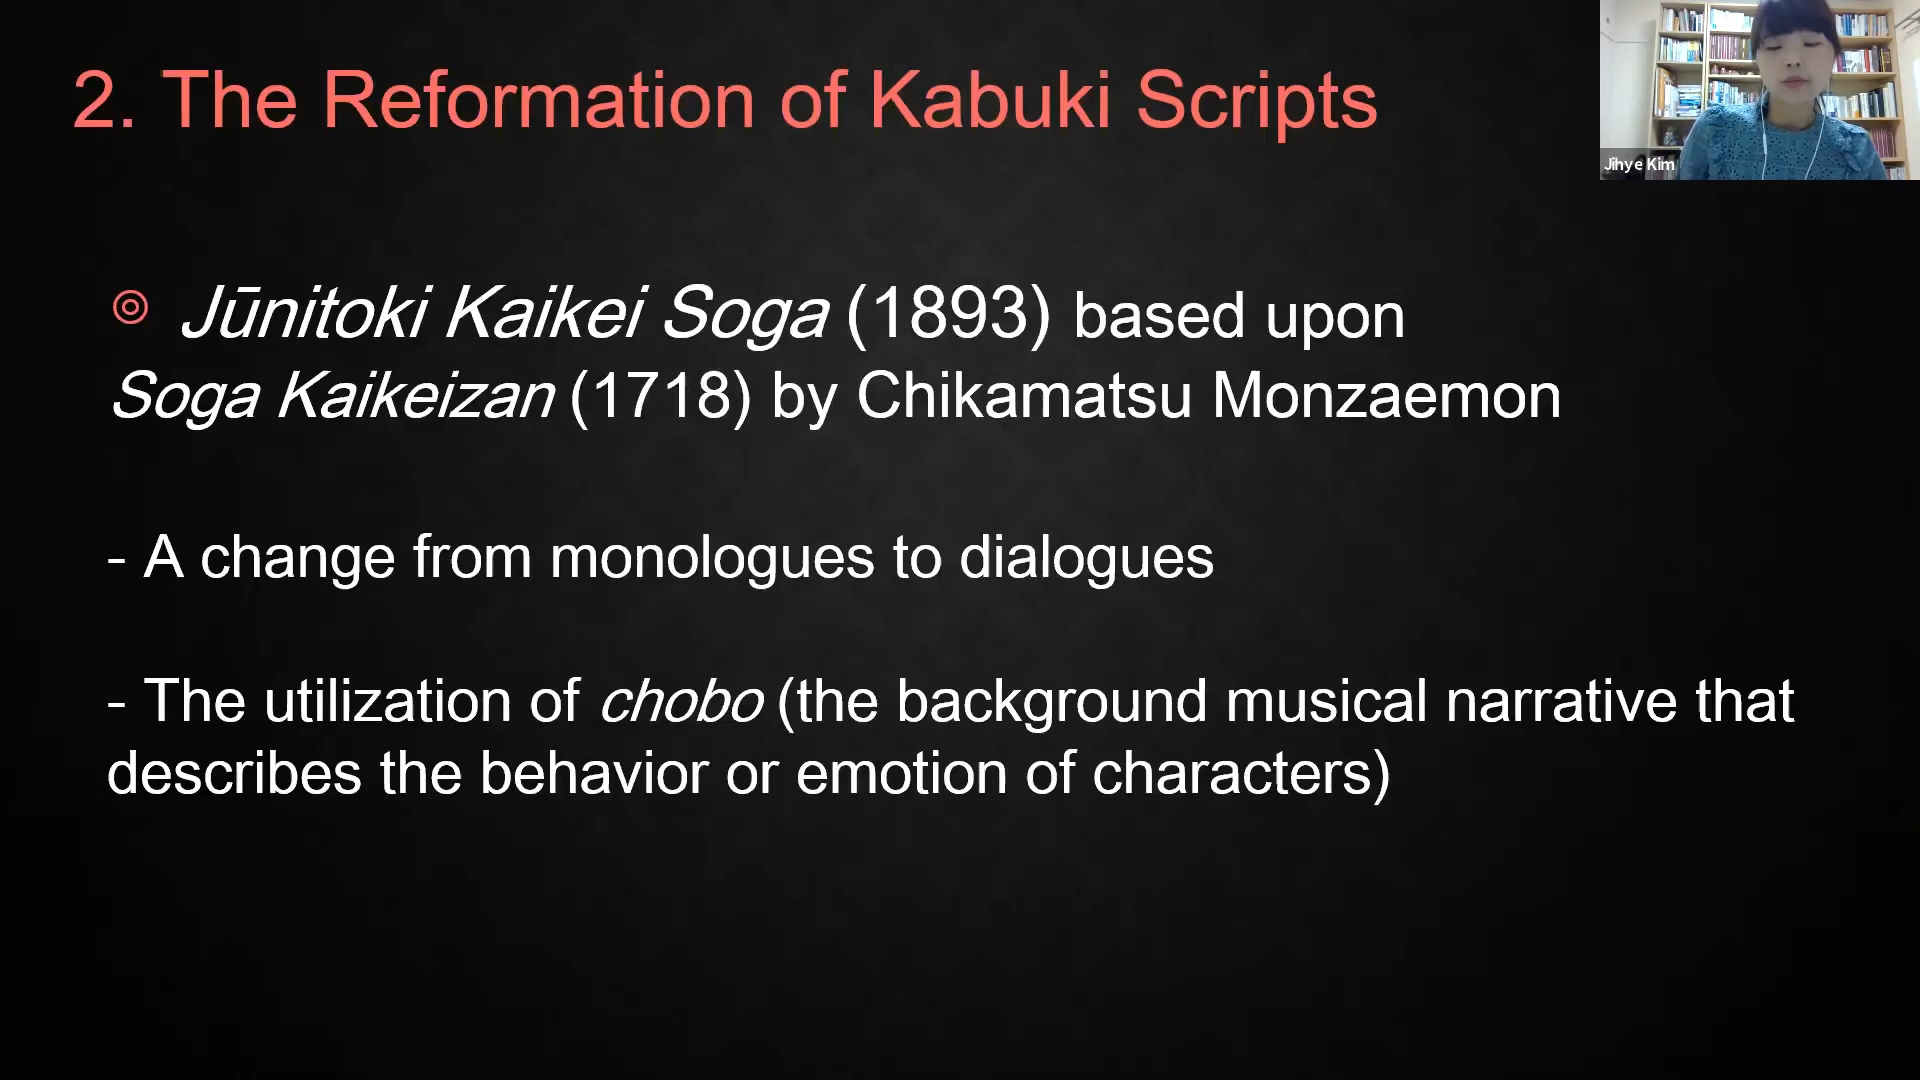 2. The Reformation of Kabuki Scripts
Jihye Kim
◎ Jūnitoki Kaikei Soga (1893) based upon
Soga Kaikeizan (1718) by Chikamatsu Monzaemon
- A change from monologues to dialogues
- The utilization of chobo (the background musical narrative that
describes the behavior or emotion of characters)